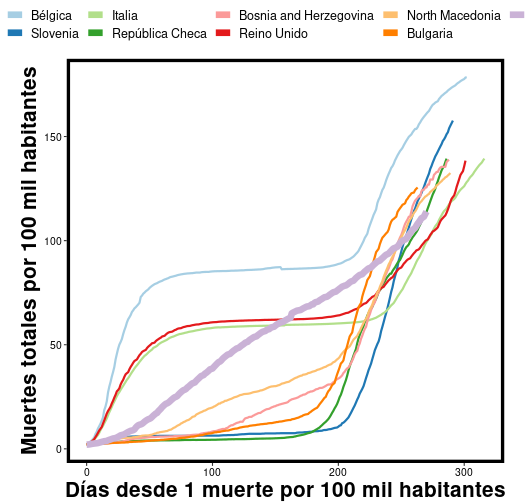 Bélgica Italia Bosnia and Herzegovina North Macedonia
Slovenia República Checa Reino Unido Bulgaria
Muertes totales por 100 mil habitantes
150
100
50
0
0 100 200 300
Días desde 1 muerte por 100 mil habitantes